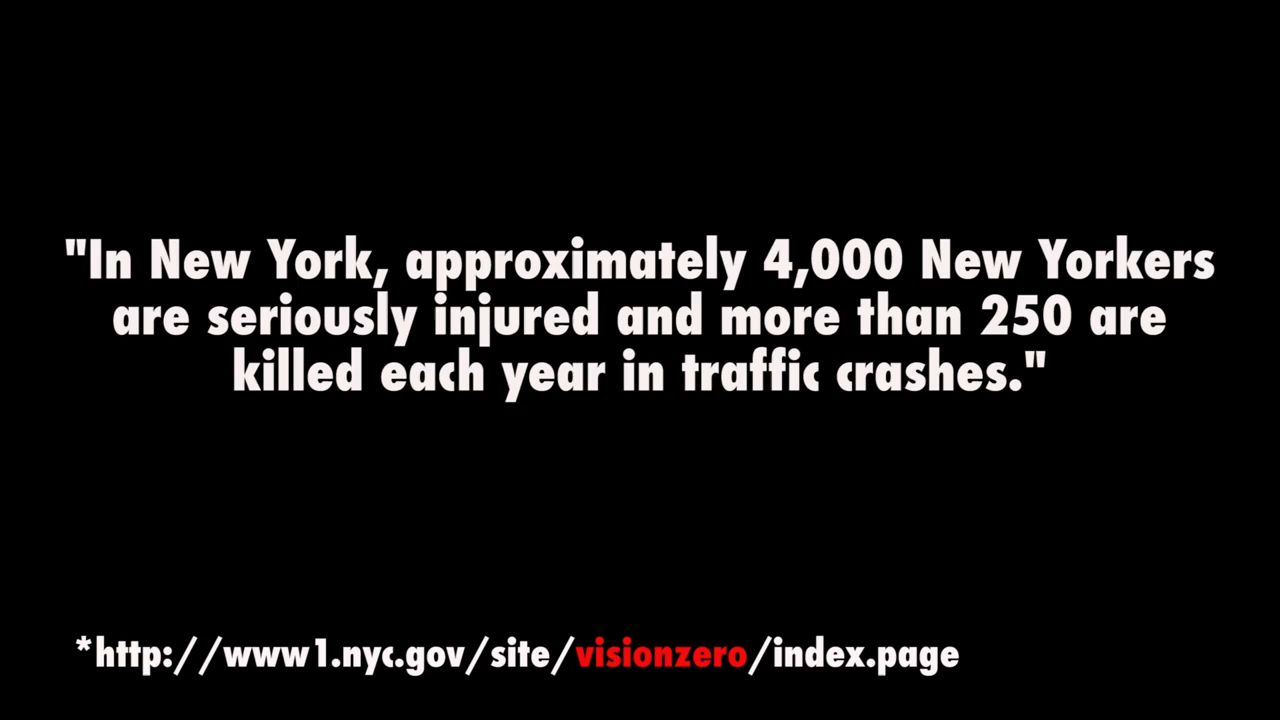 "In New York, approximately 4,000 New Yorkers
are seriously injured and more than 250 are
killed each year in traffic crashes."
*http://www1.nyc.gov/site/visionzero/index.page